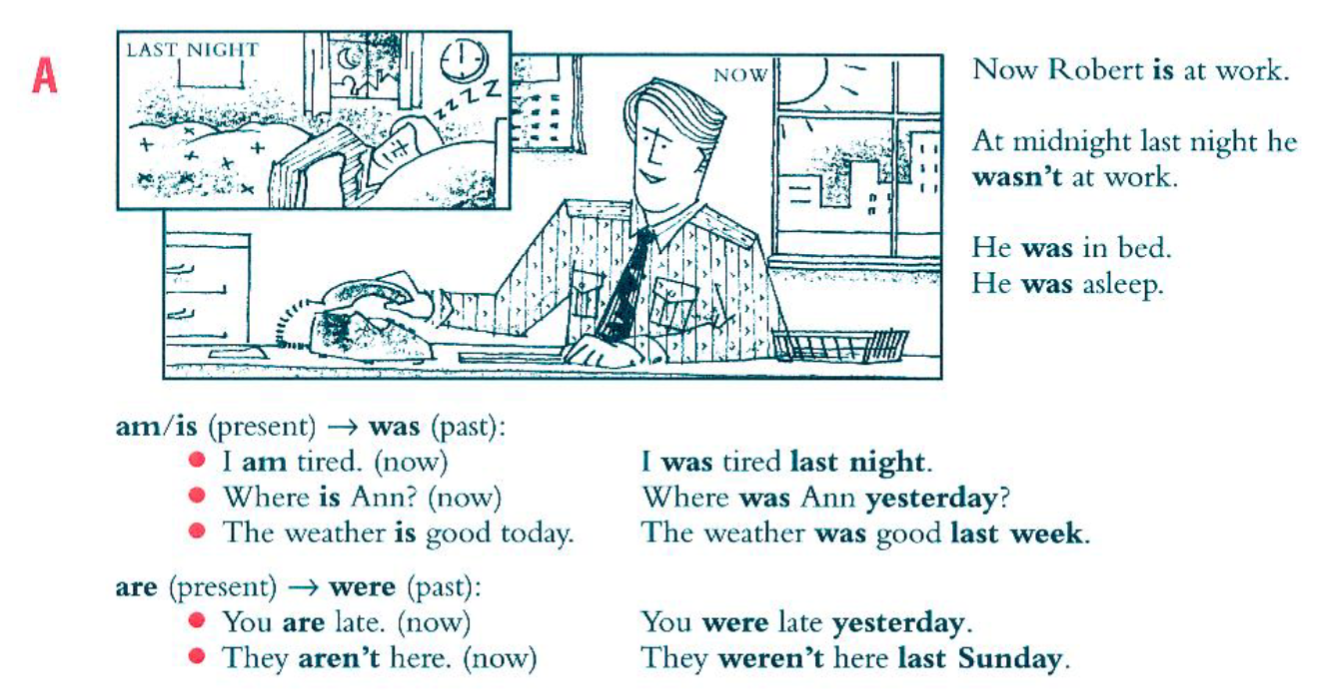 A
LAST NIGHT
zzzzz
NOW
Now Robert is at work.
At midnight last night he
wasn't at work.
He was in bed.
He was asleep.
am/is (present) → was (past):
● I am tired. (now) I was tired last night.
● Where is Ann? (now) Where was Ann yesterday?
● The weather is good today. The weather was good last week.
are (present) → were (past):
● You are late. (now) You were late yesterday.
● They aren't here. (now) They weren't here last Sunday.